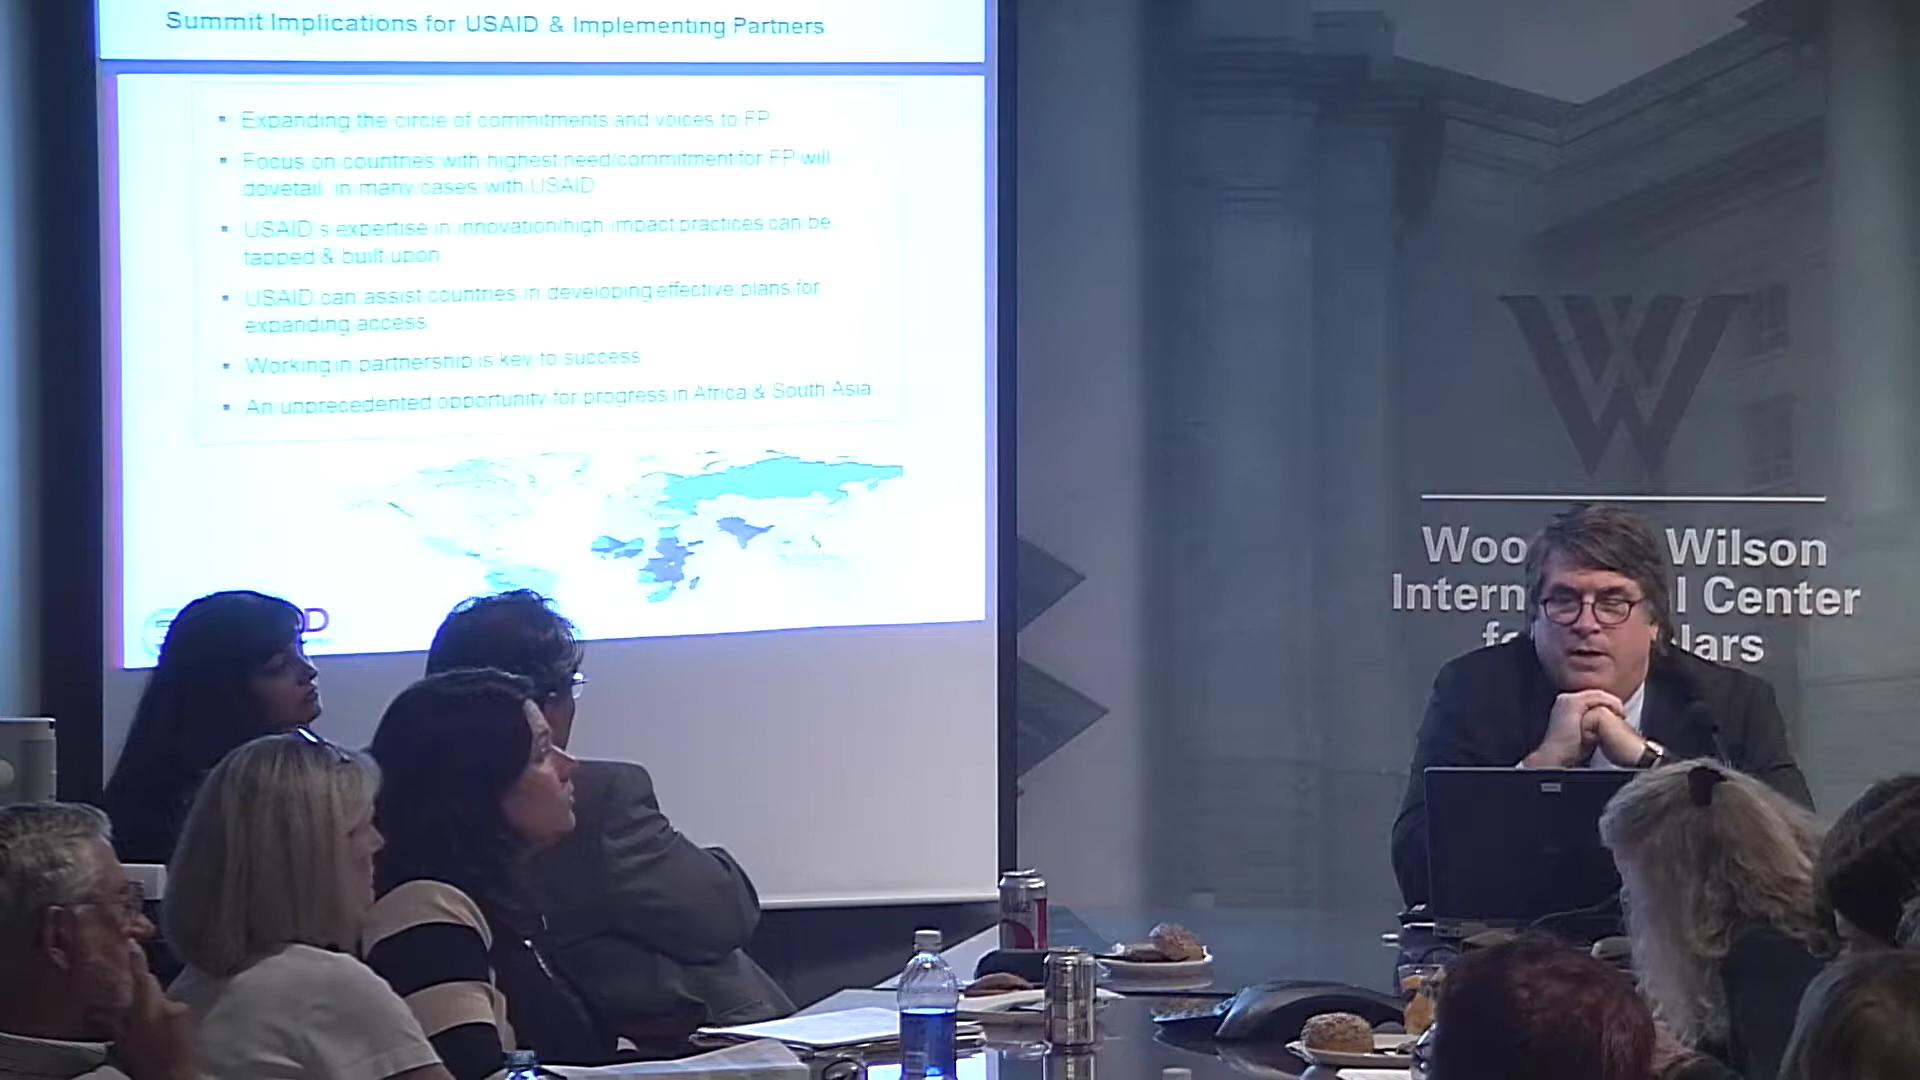 Summit Implications for USAID & Implementing Partners
Expanding the circle of commitments and voices to FP
Focus on countries with highest need/commitment for FP will
dovetail, in many cases with USAID
USAID's expertise in innovation/high impact practices can be
tapped & built upon
USAID can assist countries in developing effective plans for
expanding access
Working in partnership is key to success
An unprecedented opportunity for progress in Africa & South Asia
W
Wilson
Center